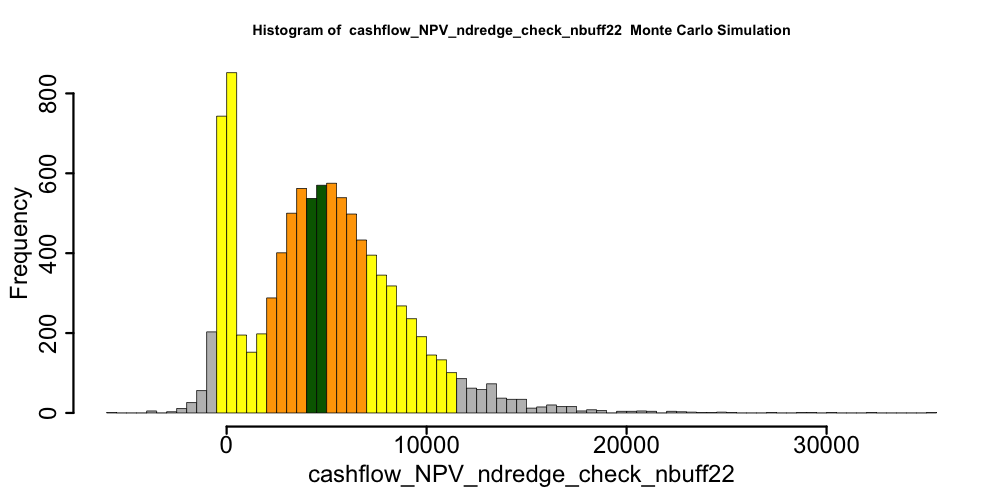 Histogram of  cashflow_NPV_ndredge_check_nbuff22  Monte Carlo Simulation
Frequency
800
600
400
200
0
0 10000 20000 30000
cashflow_NPV_ndredge_check_nbuff22